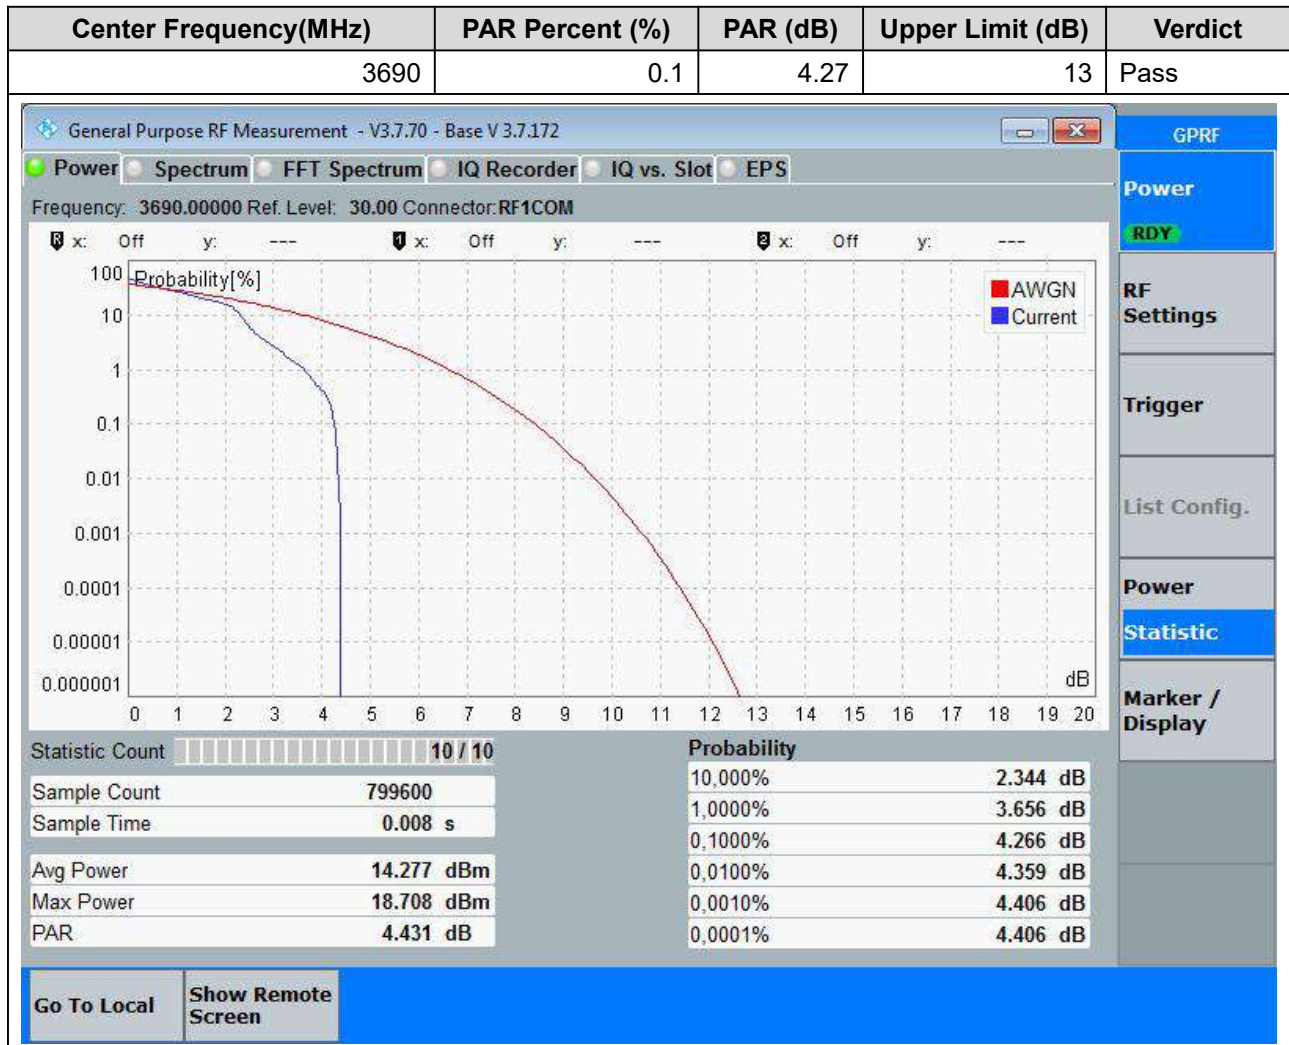 Center Frequency(MHz) PAR Percent (%) PAR (dB) Upper Limit (dB) Verdict
3690 0.1 4.27 13 Pass
General Purpose RF Measurement - V3.7.70 - Base V 3.7.172
GPRF
Power Spectrum FFT Spectrum IQ Recorder IQ vs. Slot EPS
Power
RDY
Frequency: 3690.00000 Ref. Level: 30.00 Connector: RF1COM
R x: Off y: --- 1 x: Off y: --- 2 x: Off y: ---
100 Probability[%]
AWGN
Current
10
1
0.1
0.01
0.001
0.0001
0.00001
0.000001
dB
0 1 2 3 4 5 6 7 8 9 10 11 12 13 14 15 16 17 18 19 20
RF
Settings
Trigger
List Config.
Power
Statistic
Marker /
Display
Statistic Count 10 / 10
Sample Count 799600
Sample Time 0.008 s
Avg Power 14.277 dBm
Max Power 18.708 dBm
PAR 4.431 dB
Probability
10,000% 2.344 dB
1,0000% 3.656 dB
0,1000% 4.266 dB
0,0100% 4.359 dB
0,0010% 4.406 dB
0,0001% 4.406 dB
Go To Local
Show Remote
Screen